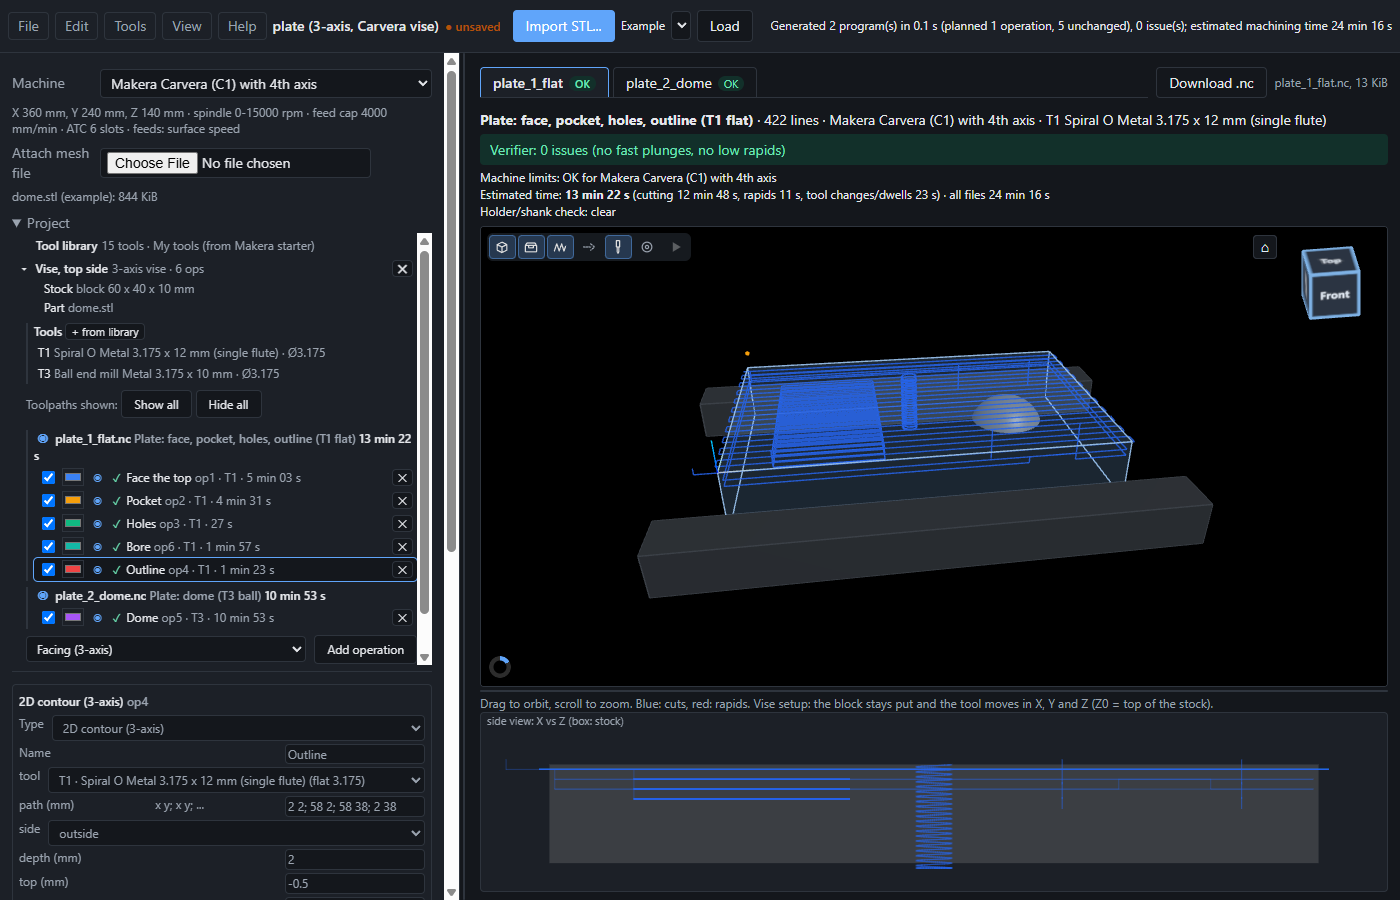 File Edit Tools View Help plate (3-axis, Carvera vise) ● unsaved Import STL... Example Load Generated 2 program(s) in 0.1 s (planned 1 operation, 5 unchanged), 0 issue(s); estimated machining time 24 min 16 s
Machine Makera Carvera (C1) with 4th axis
X 360 mm, Y 240 mm, Z 140 mm · spindle 0-15000 rpm · feed cap 4000
mm/min · ATC 6 slots · feeds: surface speed
Attach mesh
file
Choose File No file chosen
dome.stl (example): 844 KiB
▼ Project
Tool library 15 tools · My tools (from Makera starter)
Vise, top side 3-axis vise · 6 ops
Stock block 60 x 40 x 10 mm
Part dome.stl
Tools + from library
T1 Spiral O Metal 3.175 x 12 mm (single flute) · Ø3.175
T3 Ball end mill Metal 3.175 x 10 mm · Ø3.175
Toolpaths shown: Show all Hide all
plate_1_flat.nc Plate: face, pocket, holes, outline (T1 flat) 13 min 22
s
✓ Face the top op1 · T1 · 5 min 03 s
✓ Pocket op2 · T1 · 4 min 31 s
✓ Holes op3 · T1 · 27 s
✓ Bore op6 · T1 · 1 min 57 s
✓ Outline op4 · T1 · 1 min 23 s
plate_2_dome.nc Plate: dome (T3 ball) 10 min 53 s
✓ Dome op5 · T3 · 10 min 53 s
Facing (3-axis) Add operation
2D contour (3-axis) op4
Type 2D contour (3-axis)
Name Outline
tool T1 · Spiral O Metal 3.175 x 12 mm (single flute) (flat 3.175)
path (mm) x y; x y; ... 2 2; 58 2; 58 38; 2 38
side outside
depth (mm) 2
top (mm) -0.5
plate_1_flat OK plate_2_dome OK Download .nc plate_1_flat.nc, 13 KiB
Plate: face, pocket, holes, outline (T1 flat) · 422 lines · Makera Carvera (C1) with 4th axis · T1 Spiral O Metal 3.175 x 12 mm (single flute)
Verifier: 0 issues (no fast plunges, no low rapids)
Machine limits: OK for Makera Carvera (C1) with 4th axis
Estimated time: 13 min 22 s (cutting 12 min 48 s, rapids 11 s, tool changes/dwells 23 s) · all files 24 min 16 s
Holder/shank check: clear
Top
Front
Drag to orbit, scroll to zoom. Blue: cuts, red: rapids. Vise setup: the block stays put and the tool moves in X, Y and Z (Z0 = top of the stock).
side view: X vs Z (box: stock)